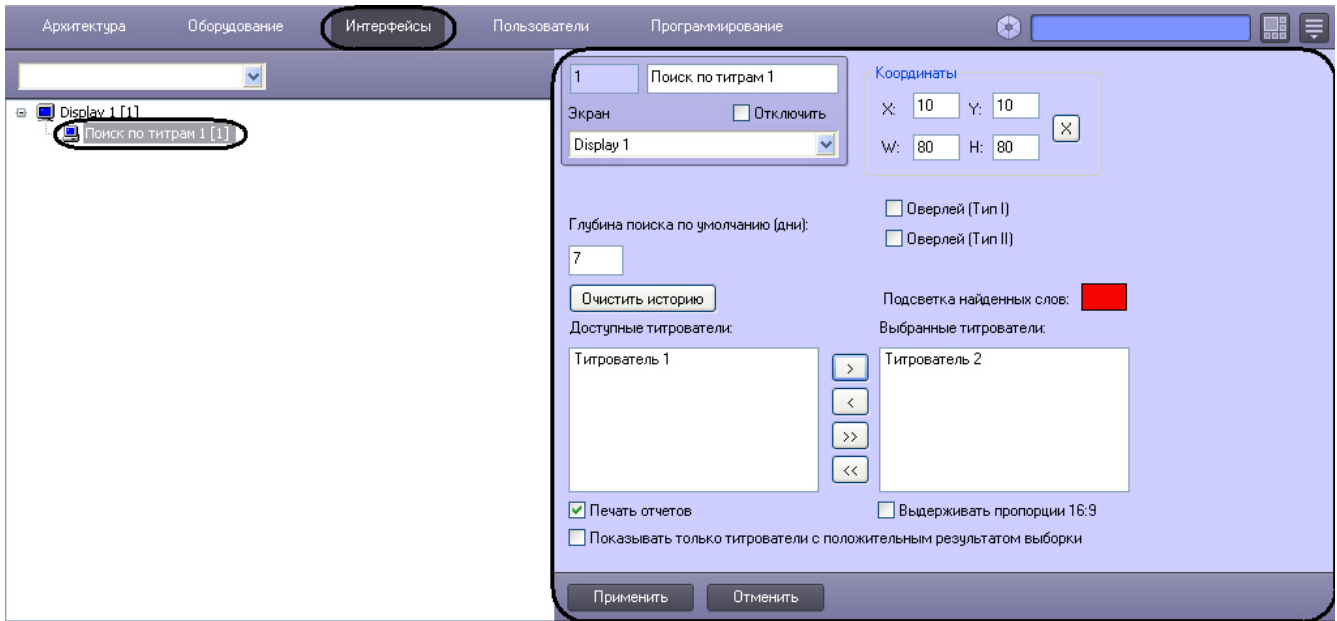 Архитектура Оборудование Интерфейсы Пользователи Программирование
Display 1 [1]
Поиск по титрам 1 [1]
1 Поиск по титрам 1
Экран Отключить
Display 1
Координаты
X: 10 Y: 10
W: 80 H: 80
X
Оверлей (Тип I)
Оверлей (Тип II)
Глубина поиска по умолчанию (дни):
7
Очистить историю Подсветка найденных слов:
Доступные титрователи: Выбранные титрователи:
Титрователь 1 Титрователь 2
>
<
>>
<<
Печать отчетов Выдерживать пропорции 16:9
Показывать только титрователи с положительным результатом выборки
Применить Отменить